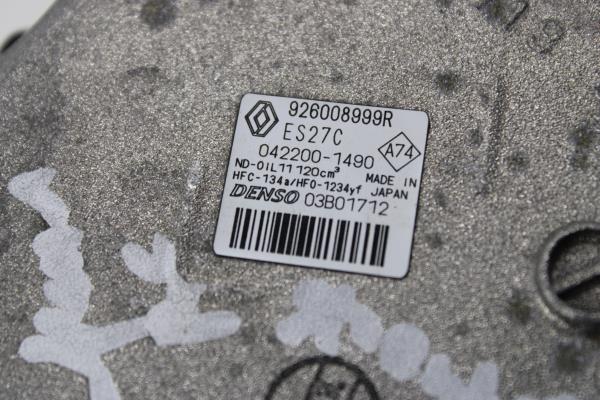 926008999R
ES27C
042200-1490
A74
ND-OIL11 120cm³
MADE IN
HFC-134a/HFO-1234yf JAPAN
DENSO 03B01712